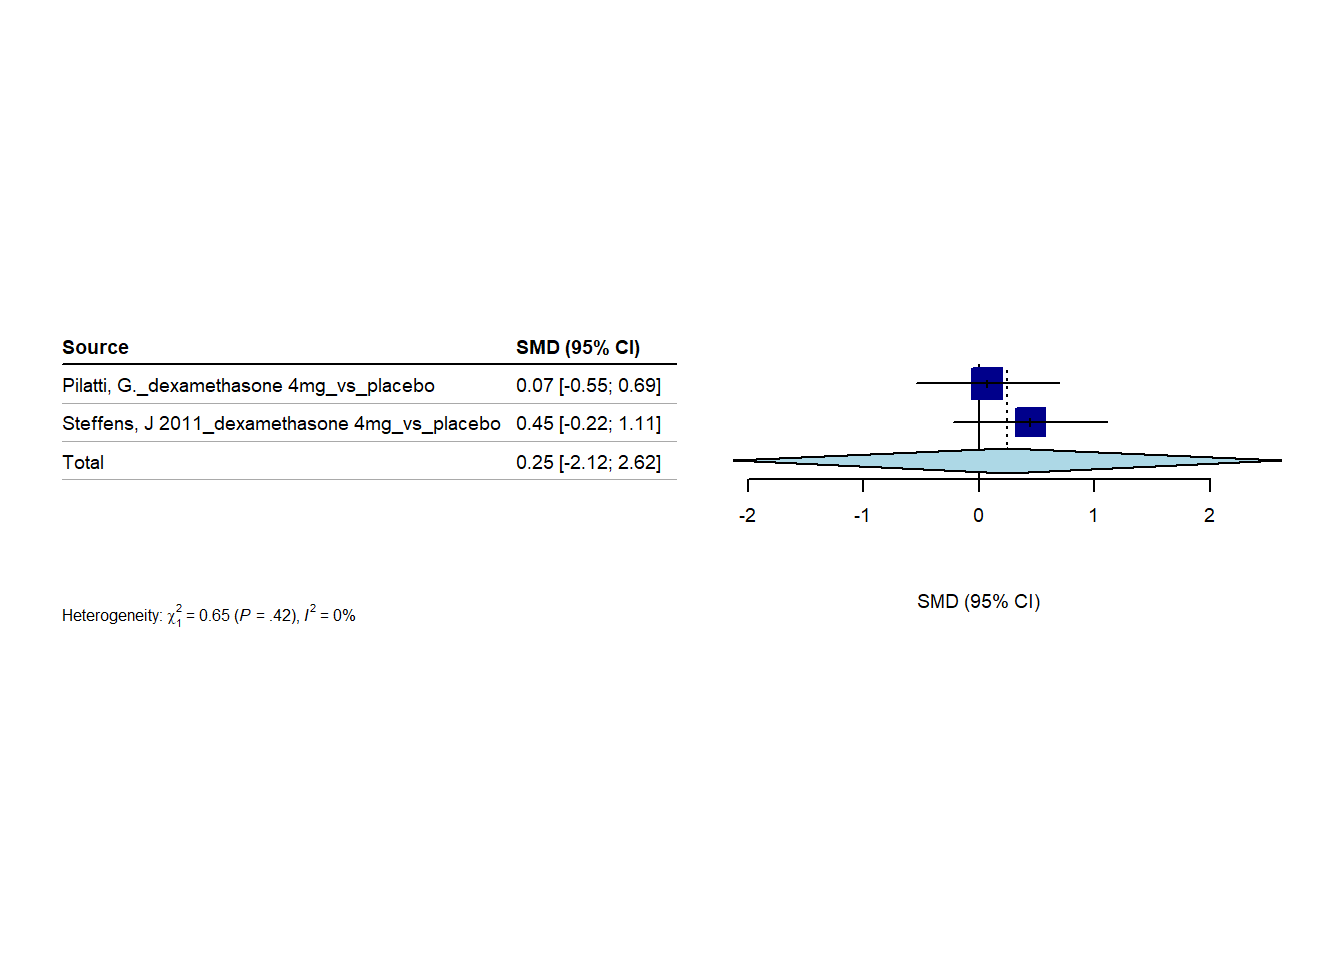 Source SMD (95% CI)
Pilatti, G._dexamethasone 4mg_vs_placebo 0.07 [-0.55; 0.69]
Steffens, J 2011_dexamethasone 4mg_vs_placebo 0.45 [-0.22; 1.11]
Total 0.25 [-2.12; 2.62]
-2 -1 0 1 2
SMD (95% CI)
Heterogeneity: χ²₁ = 0.65 (P = .42), I² = 0%